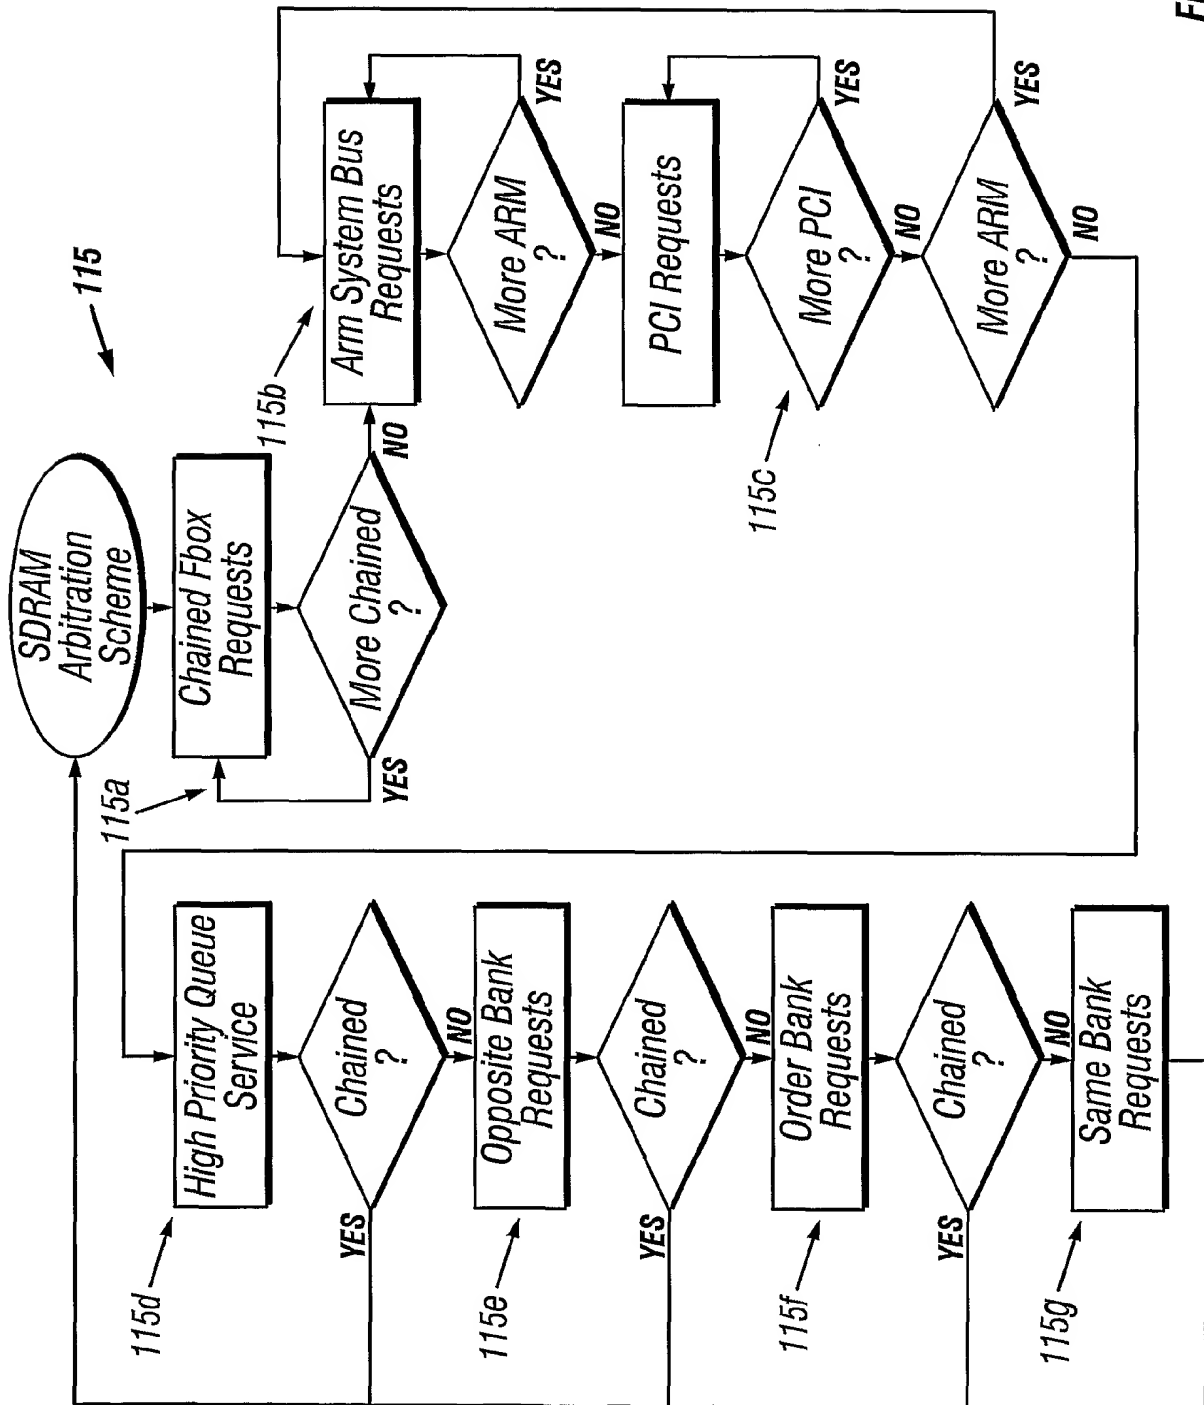 115
SDRAM
Arbitration
Scheme
115a
Chained Fbox
Requests
More Chained
?
YES
NO
115b
Arm System Bus
Requests
More ARM
?
YES
NO
PCI Requests
115c
More PCI
?
YES
NO
More ARM
?
YES
NO
115d
High Priority Queue
Service
Chained
?
YES
NO
115e
Opposite Bank
Requests
Chained
?
YES
NO
115f
Order Bank
Requests
Chained
?
YES
NO
115g
Same Bank
Requests